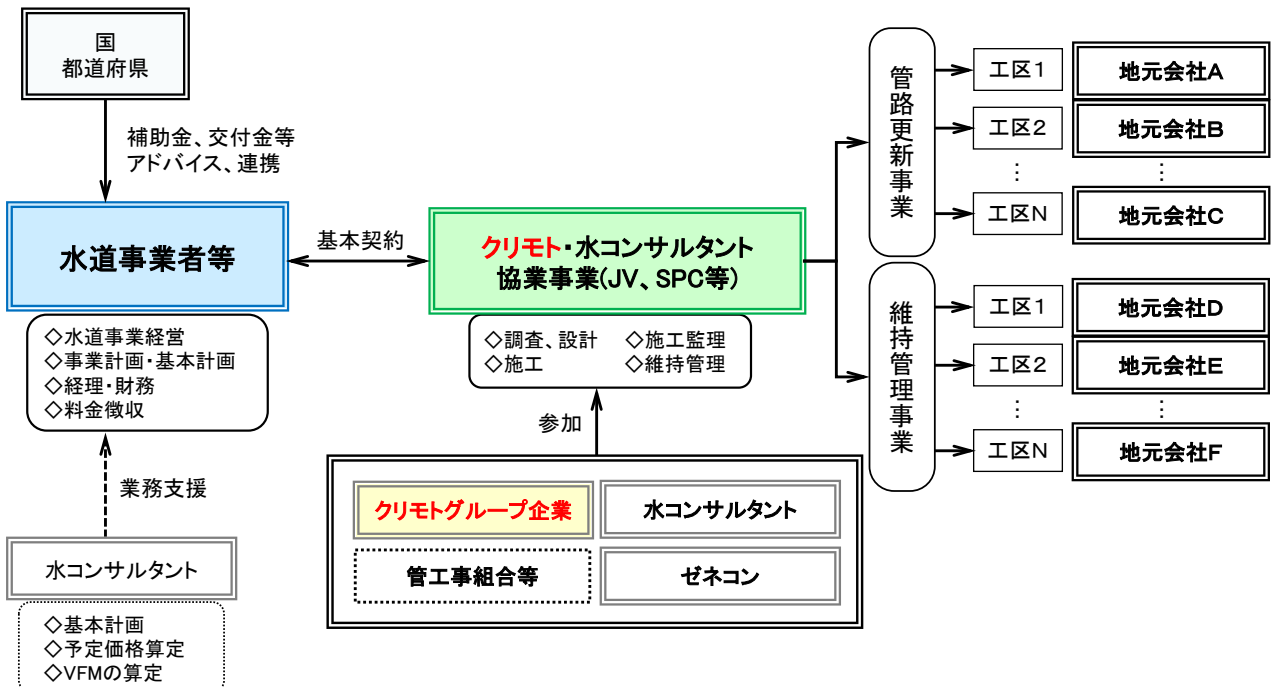 国
都道府県
補助金、交付金等
アドバイス、連携
水道事業者等
◇水道事業経営
◇事業計画・基本計画
◇経理・財務
◇料金徴収
業務支援
水コンサルタント
◇基本計画
◇予定価格算定
◇VFMの算定
基本契約
クリモト・水コンサルタント
協業事業(JV、SPC等)
◇調査、設計 ◇施工監理
◇施工 ◇維持管理
参加
クリモトグループ企業
水コンサルタント
管工事組合等
ゼネコン
管路更新事業
工区1 地元会社A
工区2 地元会社B
⋮ ⋮
工区N 地元会社C
維持管理事業
工区1 地元会社D
工区2 地元会社E
⋮ ⋮
工区N 地元会社F